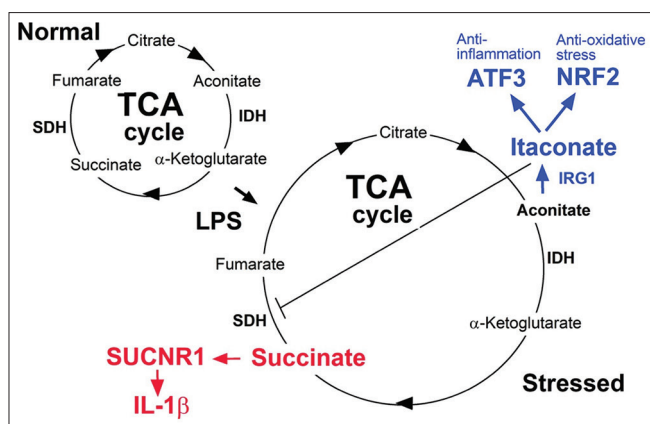 Normal
Citrate
Fumarate
Aconitate
TCA
cycle
SDH
IDH
Succinate
α-Ketoglutarate
LPS
Anti-
inflammation
ATF3
Anti-oxidative
stress
NRF2
Itaconate
IRG1
Citrate
TCA
cycle
Aconitate
Fumarate
IDH
SDH
α-Ketoglutarate
SUCNR1
Succinate
IL-1β
Stressed